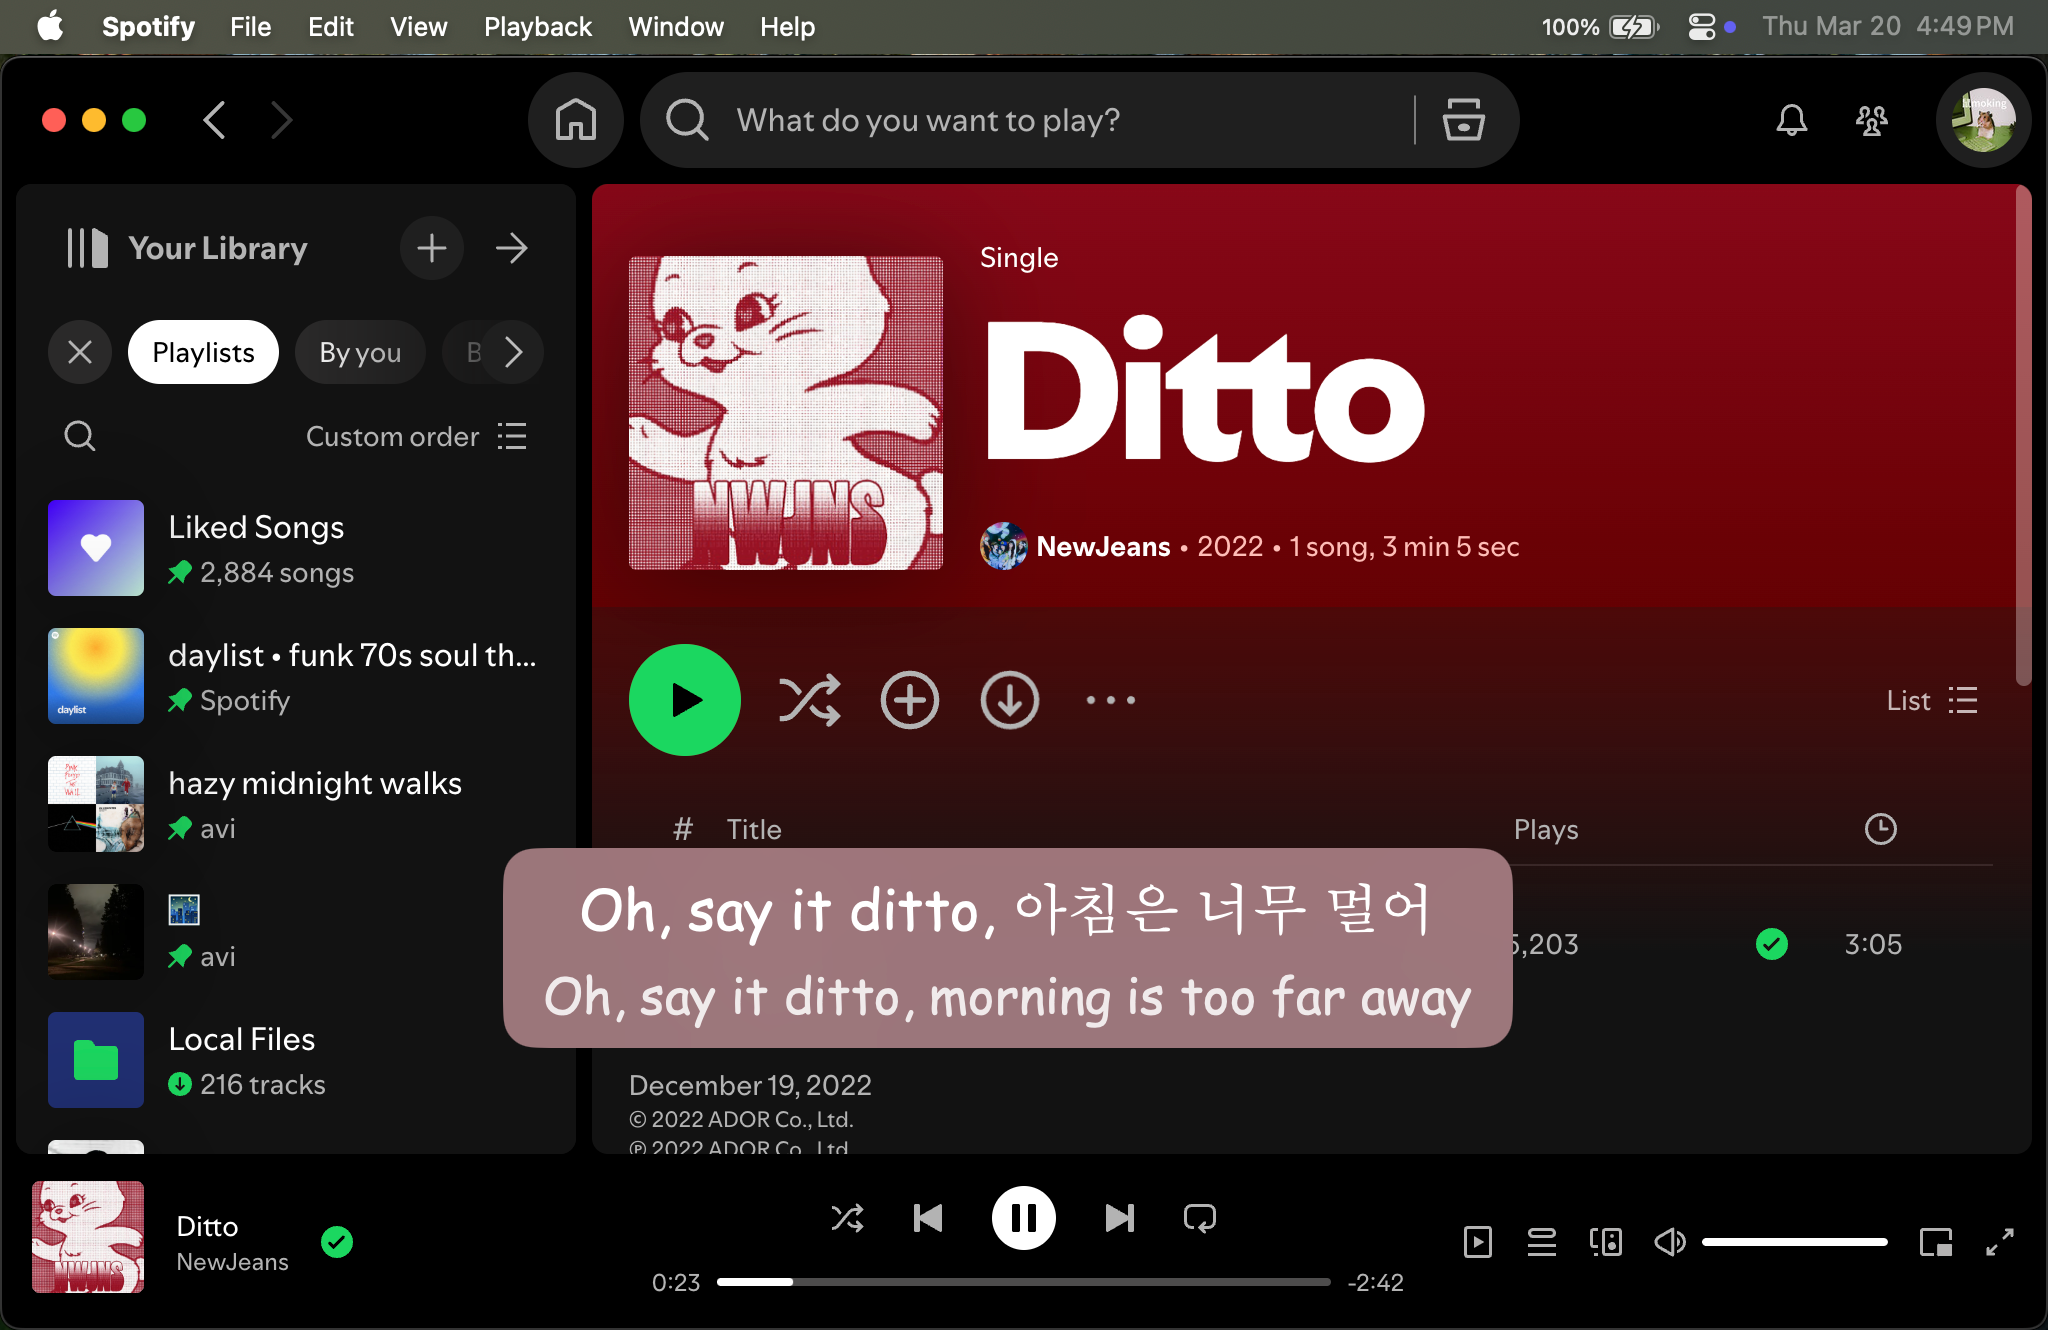 Spotify File Edit View Playback Window Help 100% Thu Mar 20 4:49 PM
What do you want to play?
Your Library
Playlists By you B
Custom order
Liked Songs
2,884 songs
daylist • funk 70s soul th...
daylist
Spotify
hazy midnight walks
avi
avi
Local Files
216 tracks
Single
Ditto
NWJNS
NewJeans • 2022 • 1 song, 3 min 5 sec
List
# Title Plays
5,203 3:05
Oh, say it ditto, 아침은 너무 멀어
Oh, say it ditto, morning is too far away
December 19, 2022
© 2022 ADOR Co., Ltd.
℗ 2022 ADOR Co., Ltd.
Ditto
NewJeans
NWJNS
0:23 -2:42